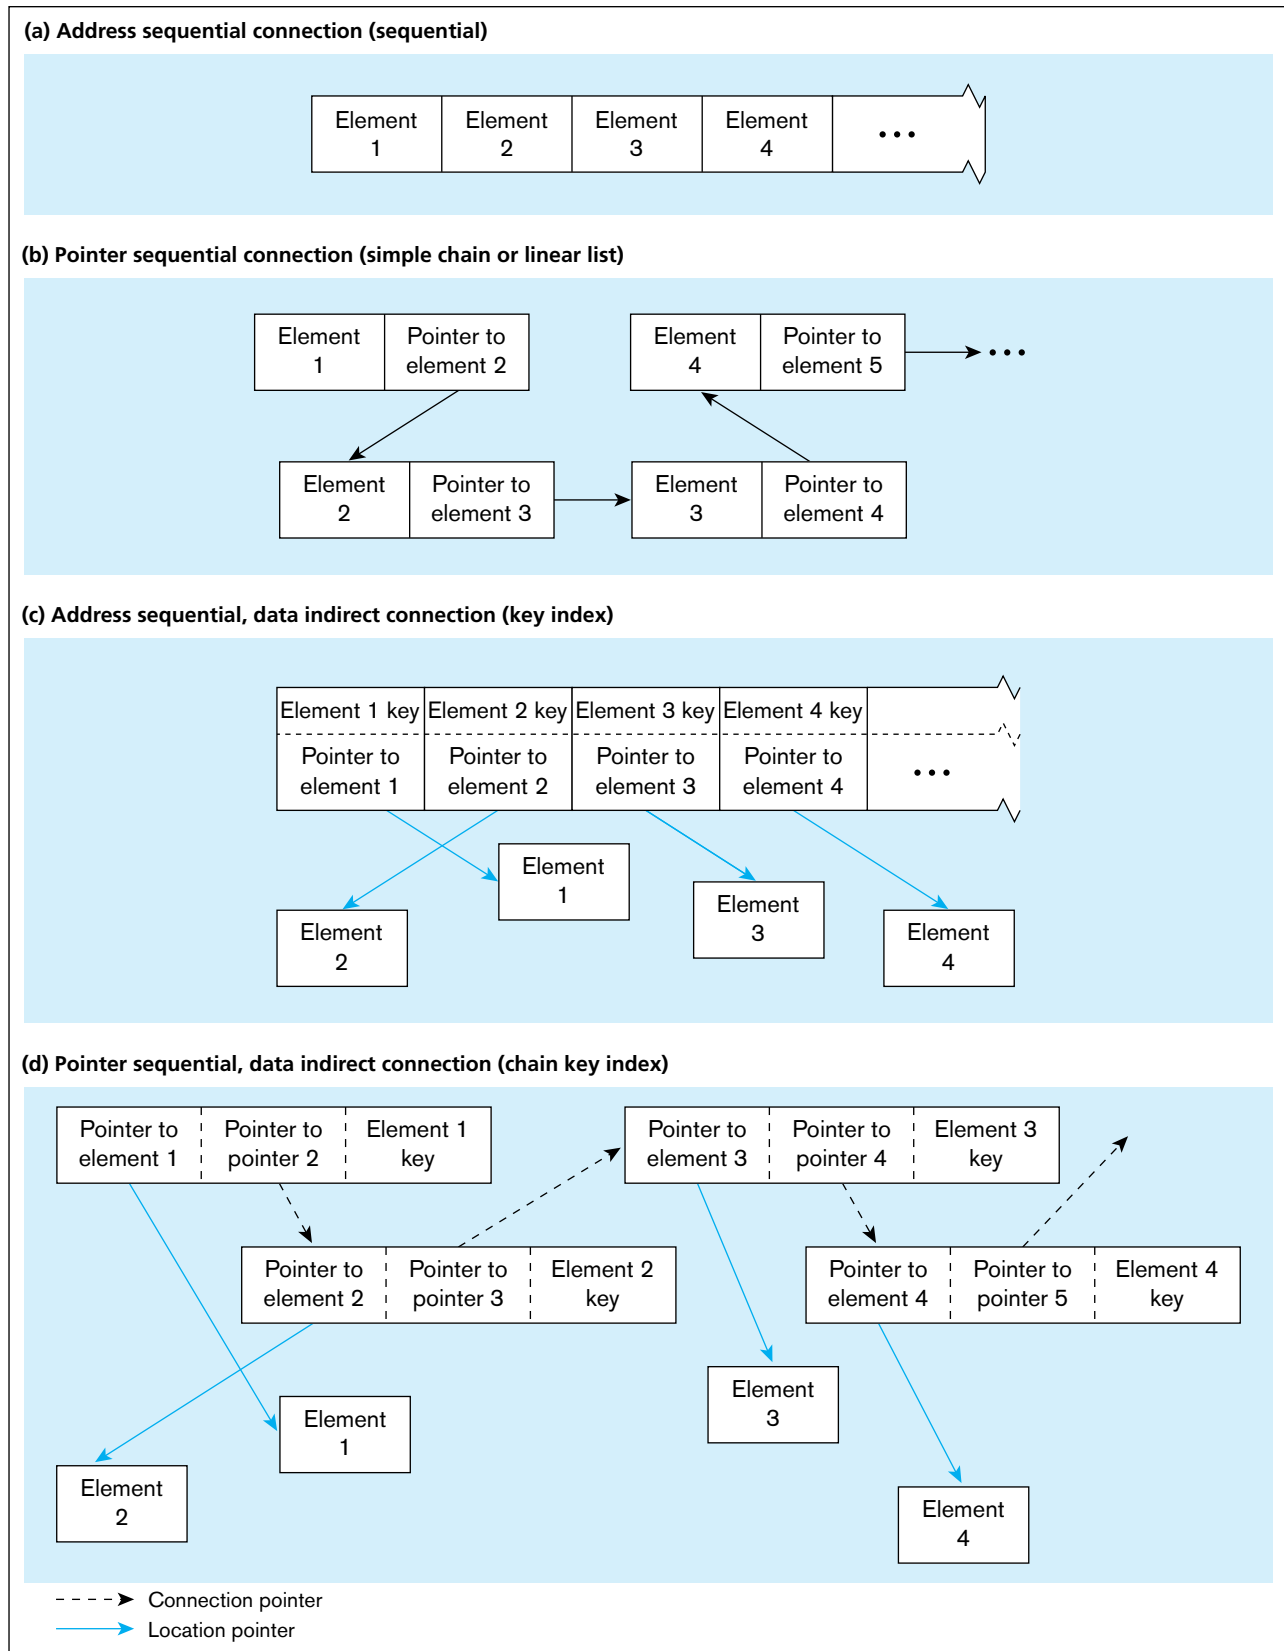 (a) Address sequential connection (sequential)
Element
1
Element
2
Element
3
Element
4
•••
(b) Pointer sequential connection (simple chain or linear list)
Element
1
Pointer to
element 2
Element
4
Pointer to
element 5
•••
Element
2
Pointer to
element 3
Element
3
Pointer to
element 4
(c) Address sequential, data indirect connection (key index)
Element 1 key
Element 2 key
Element 3 key
Element 4 key
Pointer to
element 1
Pointer to
element 2
Pointer to
element 3
Pointer to
element 4
•••
Element
1
Element
2
Element
3
Element
4
(d) Pointer sequential, data indirect connection (chain key index)
Pointer to
element 1
Pointer to
pointer 2
Element 1
key
Pointer to
element 3
Pointer to
pointer 4
Element 3
key
Pointer to
element 2
Pointer to
pointer 3
Element 2
key
Pointer to
element 4
Pointer to
pointer 5
Element 4
key
Element
3
Element
1
Element
2
Element
4
Connection pointer
Location pointer